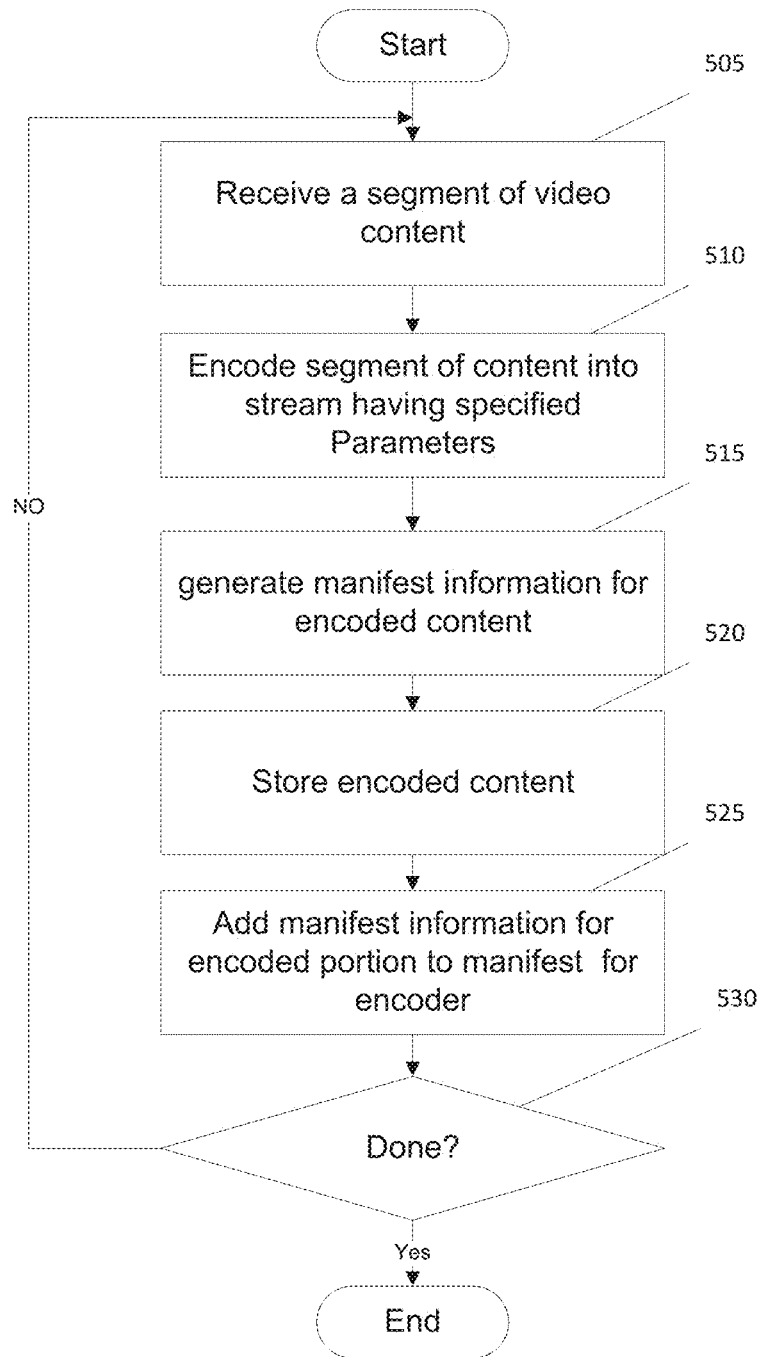 Start
505
Receive a segment of video
content
510
Encode segment of content into
stream having specified
Parameters
515
NO
generate manifest information for
encoded content
520
Store encoded content
525
Add manifest information for
encoded portion to manifest for
encoder
530
Done?
Yes
End